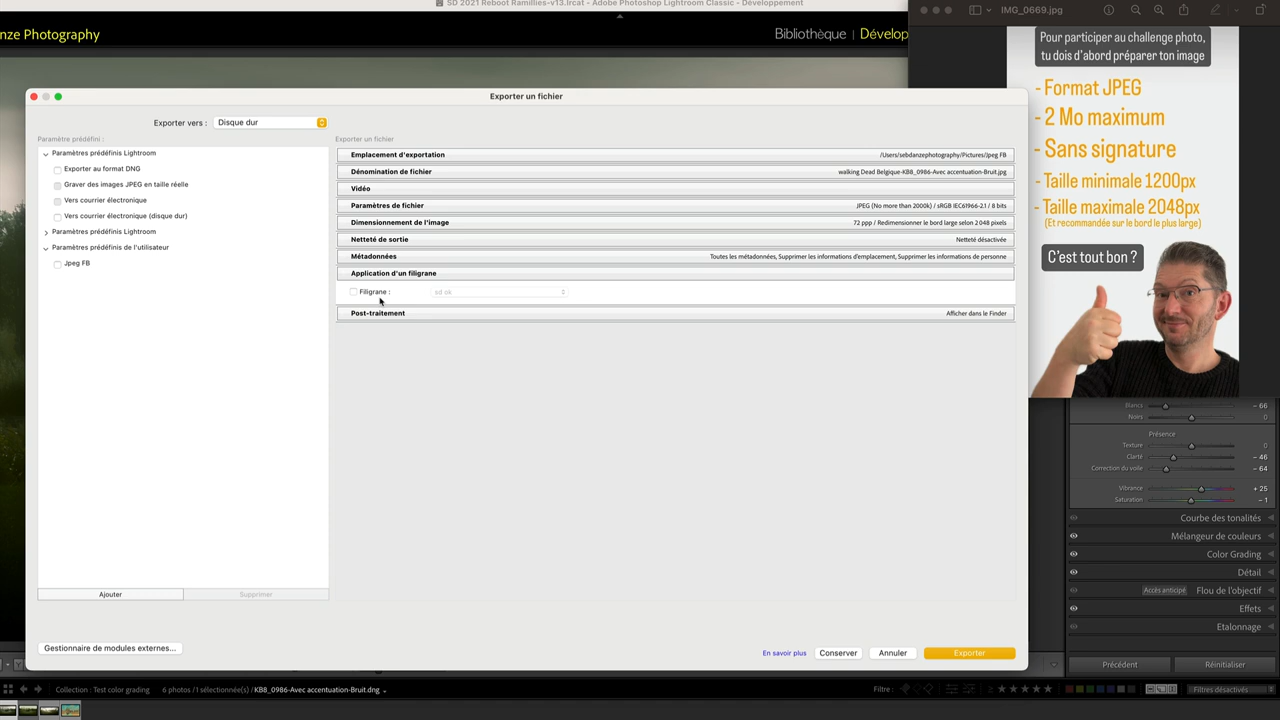 SD 2021 Reboot Ramillies-v13.lrcat - Adobe Photoshop Lightroom Classic - Développement
nze Photography
Bibliothèque | Dévelop
IMG_0669.jpg
Pour participer au challenge photo,
tu dois d'abord préparer ton image
- Format JPEG
- 2 Mo maximum
- Sans signature
- Taille minimale 1200px
- Taille maximale 2048px
(Et recommandée sur le bord le plus large)
C'est tout bon ?
Exporter un fichier
Exporter vers : Disque dur
Paramètre prédéfini :
Paramètres prédéfinis Lightroom
Exporter au format DNG
Graver des images JPEG en taille réelle
Vers courrier électronique
Vers courrier électronique (disque dur)
Paramètres prédéfinis Lightroom
Paramètres prédéfinis de l'utilisateur
Jpeg FB
Ajouter
Supprimer
Exporter un fichier
Emplacement d'exportation /Users/sebdanzephotography/Pictures/Jpeg FB
Dénomination de fichier walking Dead Belgique-KB8_0986-Avec accentuation-Bruit.jpg
Vidéo
Paramètres de fichier JPEG (No more than 2000k) / sRGB IEC61966-2.1 / 8 bits
Dimensionnement de l'image 72 ppp / Redimensionner le bord large selon 2 048 pixels
Netteté de sortie Netteté désactivée
Métadonnées Toutes les métadonnées, Supprimer les informations d'emplacement, Supprimer les informations de personne
Application d'un filigrane
Filigrane : sd ok
Post-traitement Afficher dans le Finder
Gestionnaire de modules externes...
En savoir plus
Conserver
Annuler
Exporter
Blancs - 66
Noirs 0
Présence
Texture 0
Clarté - 46
Correction du voile - 64
Vibrance + 25
Saturation - 1
Courbe des tonalités
Mélangeur de couleurs
Color Grading
Détail
Accès anticipé Flou de l'objectif
Effets
Etalonnage
Précédent
Réinitialiser
Collection : Test color grading 6 photos / 1 sélectionnée(s) / KB8_0986-Avec accentuation-Bruit.dng
Filtre :
Filtres désactivés